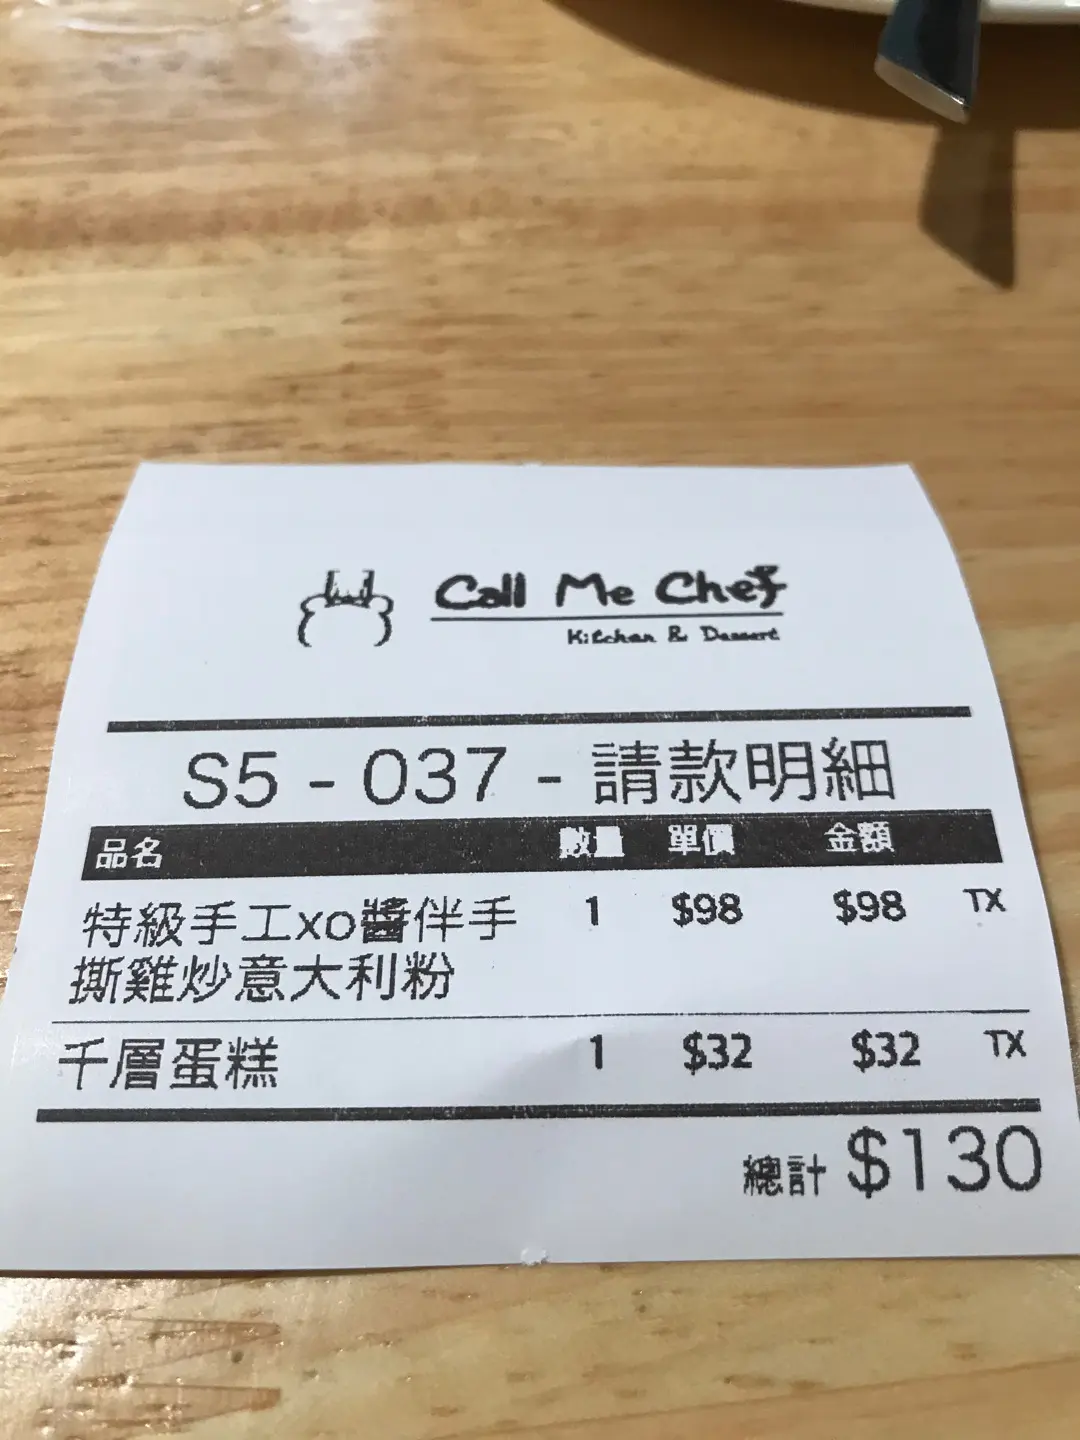 Call Me Chef
Kitchen & Dessert
S5 - 037 - 請款明細
品名 數量 單價 金額
特級手工xo醬伴手 1 $98 $98 TX
撕雞炒意大利粉
千層蛋糕 1 $32 $32 TX
總計 $130